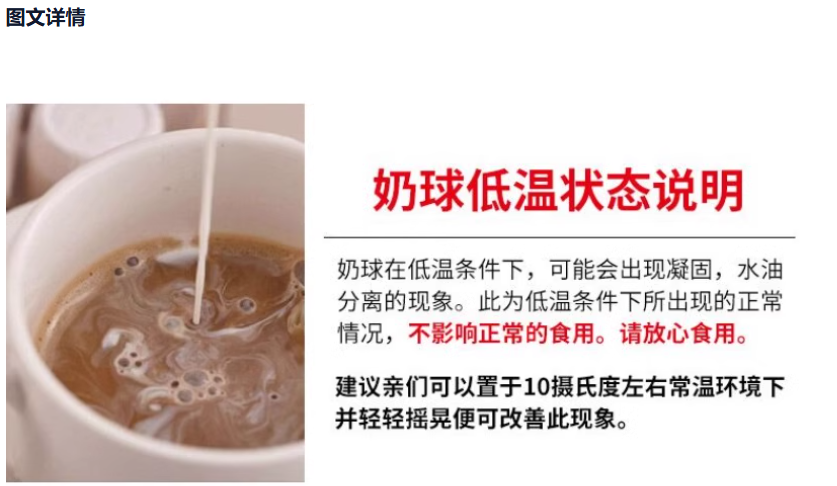 图文详情
奶球低温状态说明
奶球在低温条件下，可能会出现凝固，水油
分离的现象。此为低温条件下所出现的正常
情况，不影响正常的食用。请放心食用。
建议亲们可以置于10摄氏度左右常温环境下
并轻轻摇晃便可改善此现象。